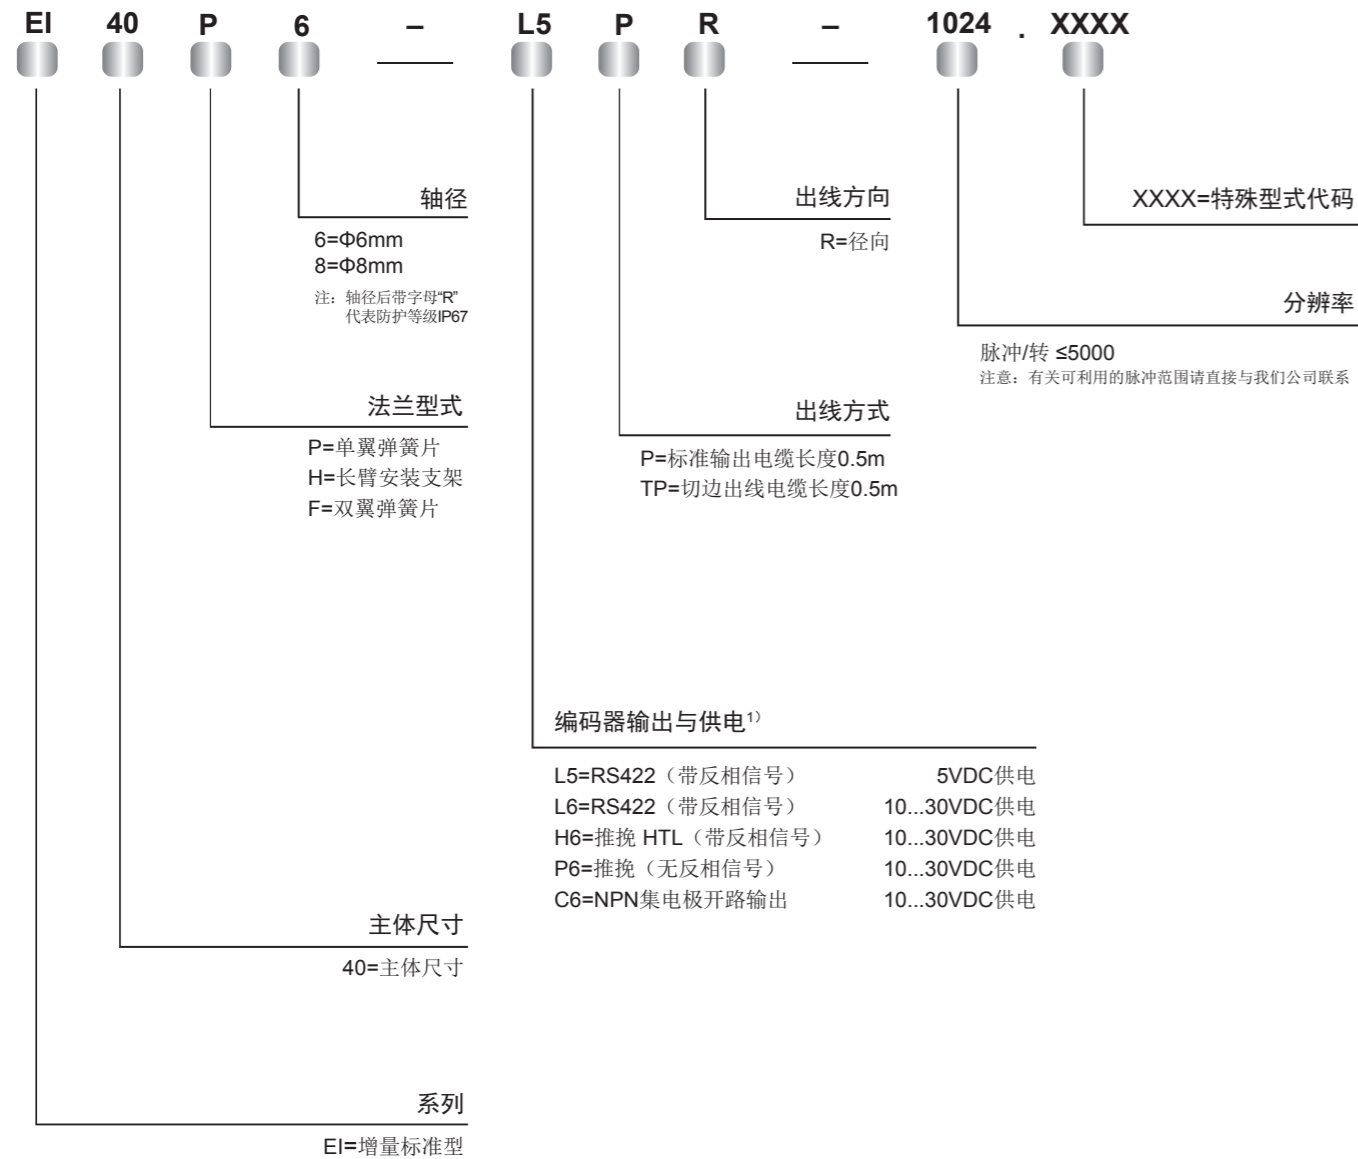 EI 40 P 6 – L5 P R – 1024 . XXXX
轴径
6=Φ6mm
8=Φ8mm
注：轴径后带字母“R”
代表防护等级IP67
法兰型式
P=单翼弹簧片
H=长臂安装支架
F=双翼弹簧片
出线方向
R=径向
XXXX=特殊型式代码
分辨率
脉冲/转 ≤5000
注意：有关可利用的脉冲范围请直接与我们公司联系
出线方式
P=标准输出电缆长度0.5m
TP=切边出线电缆长度0.5m
编码器输出与供电1）
L5=RS422（带反相信号） 5VDC供电
L6=RS422（带反相信号） 10...30VDC供电
H6=推挽 HTL（带反相信号） 10...30VDC供电
P6=推挽（无反相信号） 10...30VDC供电
C6=NPN集电极开路输出 10...30VDC供电
主体尺寸
40=主体尺寸
系列
EI=增量标准型